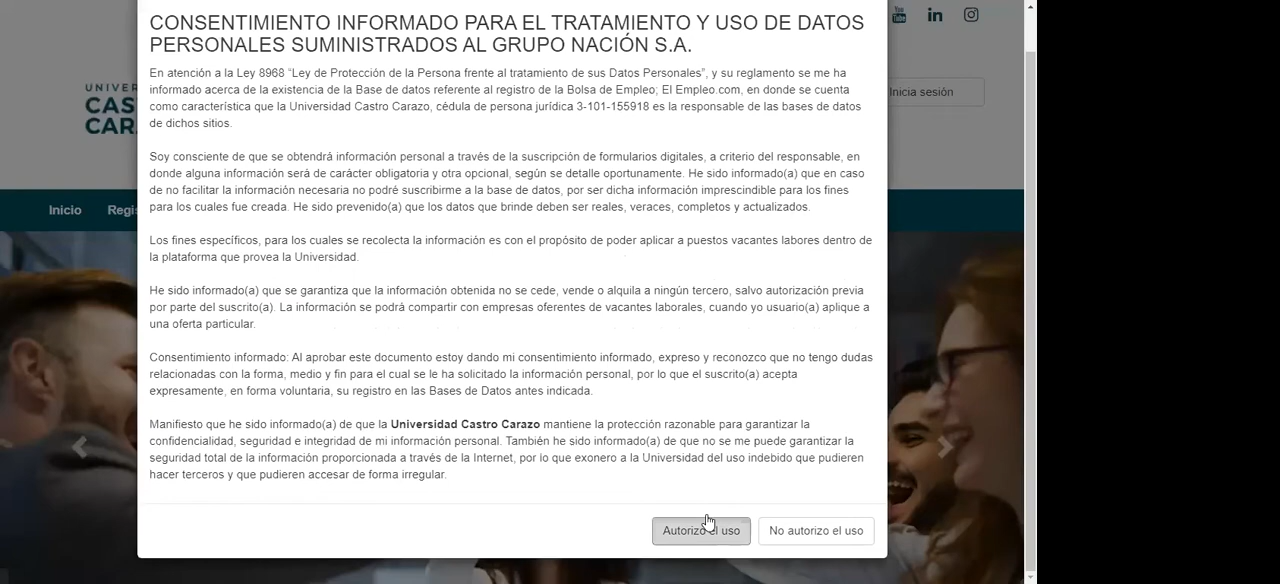 CONSENTIMIENTO INFORMADO PARA EL TRATAMIENTO Y USO DE DATOS
PERSONALES SUMINISTRADOS AL GRUPO NACIÓN S.A.
You Tube in
En atención a la Ley 8968 “Ley de Protección de la Persona frente al tratamiento de sus Datos Personales”, y su reglamento se me ha
informado acerca de la existencia de la Base de datos referente al registro de la Bolsa de Empleo; El Empleo.com, en donde se cuenta
como característica que la Universidad Castro Carazo, cédula de persona jurídica 3-101-155918 es la responsable de las bases de datos
de dichos sitios.
UNIVER
CAS
CAR
Inicia sesión
Soy consciente de que se obtendrá información personal a través de la suscripción de formularios digitales, a criterio del responsable, en
donde alguna información será de carácter obligatoria y otra opcional, según se detalle oportunamente. He sido informado(a) que en caso
de no facilitar la información necesaria no podré suscribirme a la base de datos, por ser dicha información imprescindible para los fines
para los cuales fue creada. He sido prevenido(a) que los datos que brinde deben ser reales, veraces, completos y actualizados.
Inicio Regi
Los fines específicos, para los cuales se recolecta la información es con el propósito de poder aplicar a puestos vacantes labores dentro de
la plataforma que provea la Universidad.
He sido informado(a) que se garantiza que la información obtenida no se cede, vende o alquila a ningún tercero, salvo autorización previa
por parte del suscrito(a). La información se podrá compartir con empresas oferentes de vacantes laborales, cuando yo usuario(a) aplique a
una oferta particular.
Consentimiento informado: Al aprobar este documento estoy dando mi consentimiento informado, expreso y reconozco que no tengo dudas
relacionadas con la forma, medio y fin para el cual se le ha solicitado la información personal, por lo que el suscrito(a) acepta
expresamente, en forma voluntaria, su registro en las Bases de Datos antes indicada.
Manifiesto que he sido informado(a) de que la Universidad Castro Carazo mantiene la protección razonable para garantizar la
confidencialidad, seguridad e integridad de mi información personal. También he sido informado(a) de que no se me puede garantizar la
seguridad total de la información proporcionada a través de la Internet, por lo que exonero a la Universidad del uso indebido que pudieren
hacer terceros y que pudieren accesar de forma irregular.
Autorizo el uso No autorizo el uso